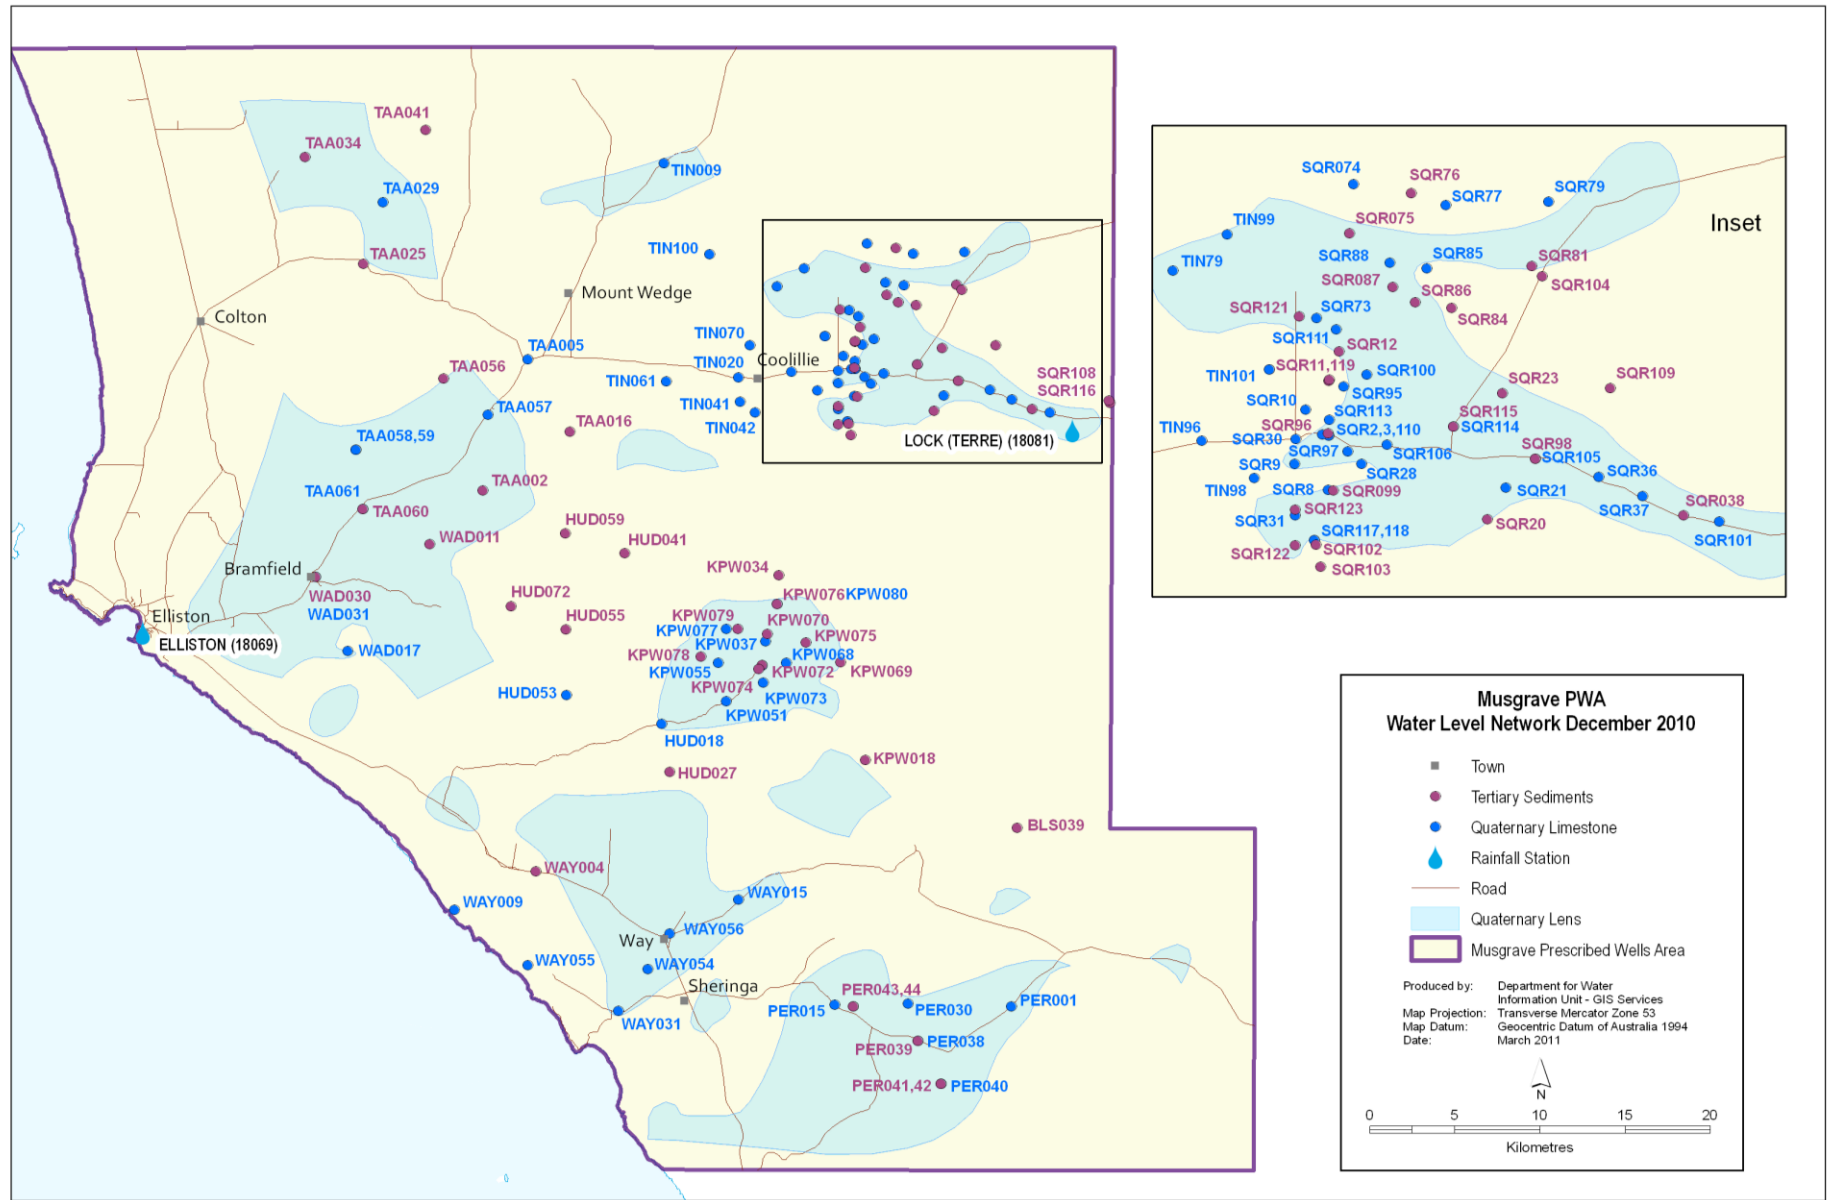 TAA041
TAA034
TAA029
TAA025
TIN009
TIN100
Mount Wedge
Colton
TAA005
TIN070
TIN020
Coolillie
TAA056
TIN061
TIN041
TIN042
SQR108
SQR116
LOCK (TERRE) (18081)
TAA057
TAA016
TAA058,59
TAA002
TAA061
TAA060
WAD011
HUD059
HUD041
Bramfield
WAD030
WAD031
KPW034
HUD072
HUD055
KPW076
KPW080
Elliston
ELLISTON (18069)
WAD017
KPW079
KPW070
KPW077
KPW037
KPW075
KPW078
KPW068
KPW055
KPW072
KPW069
KPW074
KPW073
HUD053
KPW051
HUD018
HUD027
KPW018
BLS039
WAY004
WAY009
WAY015
WAY056
Way
WAY055
WAY054
Sheringa
WAY031
PER043,44
PER015
PER030
PER001
PER039
PER038
PER041,42
PER040
SQR074
SQR76
SQR77
SQR79
Inset
TIN99
SQR075
TIN79
SQR88
SQR85
SQR81
SQR087
SQR104
SQR86
SQR121
SQR73
SQR84
SQR111
SQR12
TIN101
SQR11,119
SQR100
SQR23
SQR109
SQR95
SQR10
SQR113
SQR115
TIN96
SQR96
SQR2,3,110
SQR114
SQR30
SQR97
SQR106
SQR98
SQR105
SQR9
SQR28
SQR36
TIN98
SQR8
SQR099
SQR21
SQR37
SQR038
SQR123
SQR31
SQR20
SQR117,118
SQR101
SQR122
SQR102
SQR103
Musgrave PWA
Water Level Network December 2010
Town
Tertiary Sediments
Quaternary Limestone
Rainfall Station
Road
Quaternary Lens
Musgrave Prescribed Wells Area
Produced by: Department for Water
Information Unit - GIS Services
Map Projection: Transverse Mercator Zone 53
Map Datum: Geocentric Datum of Australia 1994
Date: March 2011
N
0 5 10 15 20
Kilometres